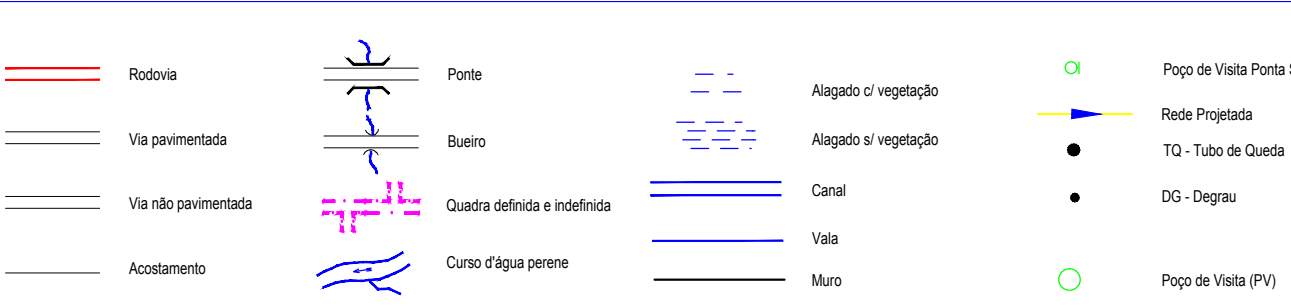 Rodovia
Via pavimentada
Via não pavimentada
Acostamento
Ponte
Bueiro
Quadra definida e indefinida
Curso d'água perene
Alagado c/ vegetação
Alagado s/ vegetação
Canal
Vala
Muro
Poço de Visita Ponta
Rede Projetada
TQ - Tubo de Queda
DG - Degrau
Poço de Visita (PV)